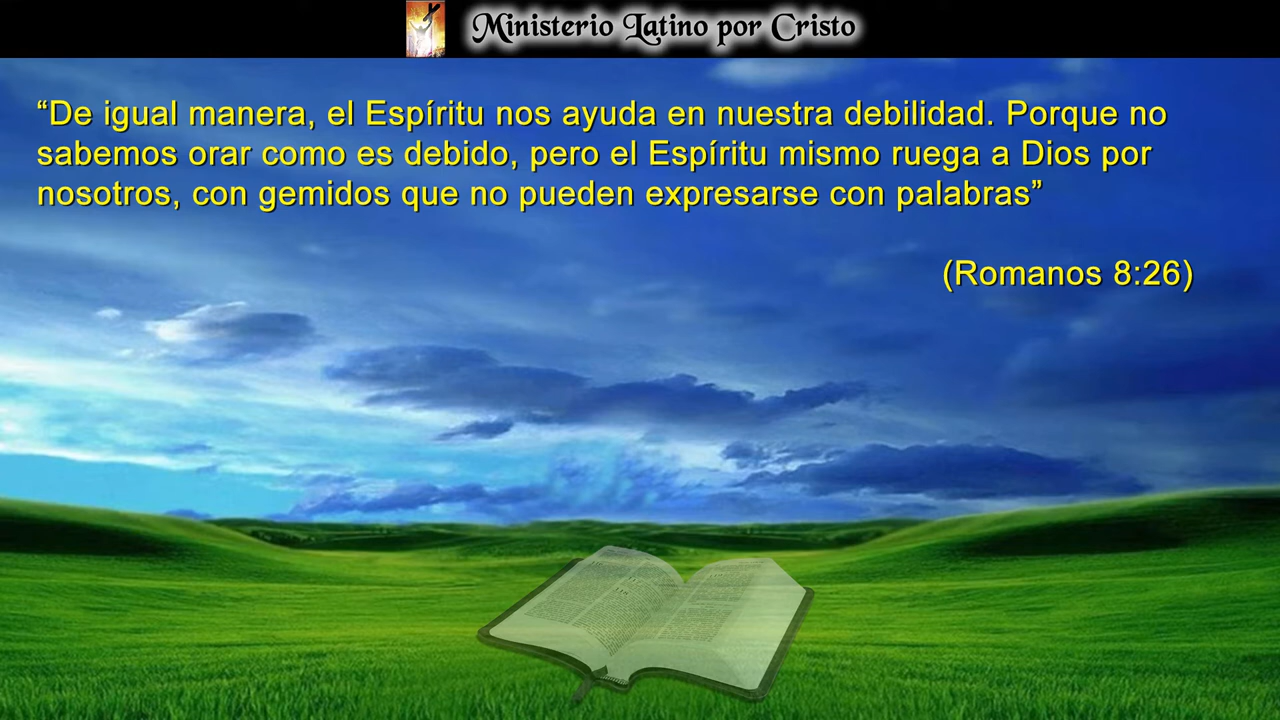 Ministerio Latino por Cristo
“De igual manera, el Espíritu nos ayuda en nuestra debilidad. Porque no
sabemos orar como es debido, pero el Espíritu mismo ruega a Dios por
nosotros, con gemidos que no pueden expresarse con palabras”
(Romanos 8:26)